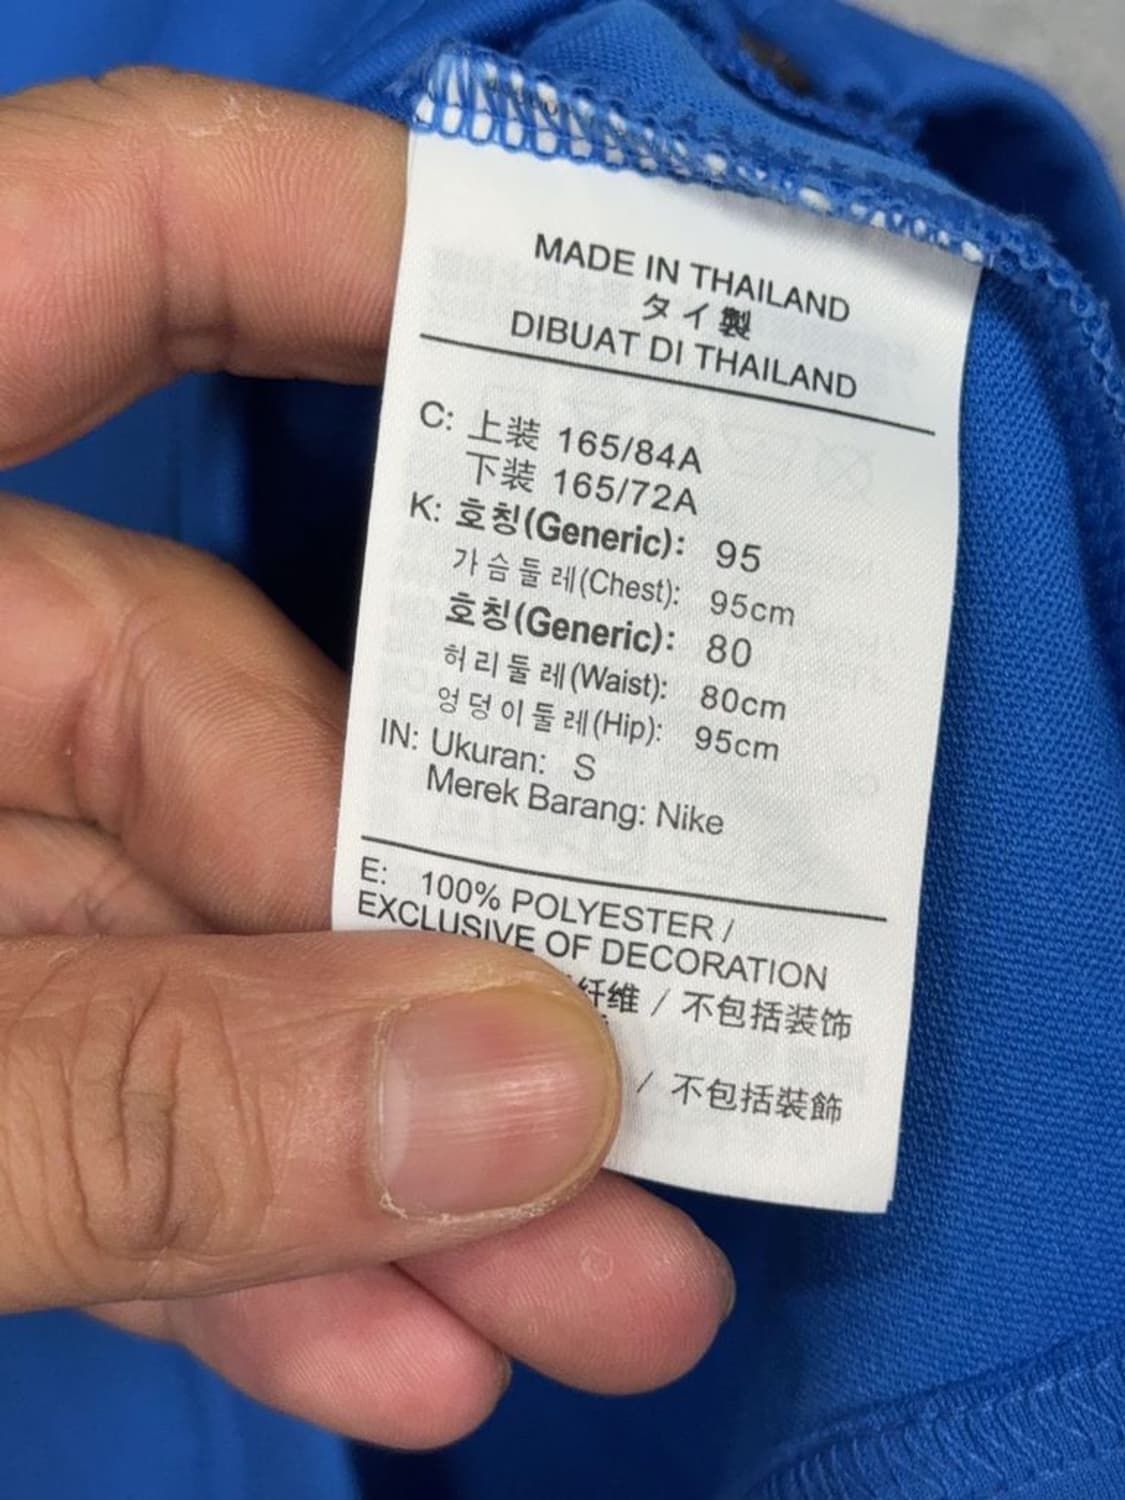 MADE IN THAILAND
タイ製
DIBUAT DI THAILAND
C: 上装 165/84A
下装 165/72A
K: 호칭(Generic): 95
가슴둘레(Chest): 95cm
호칭(Generic): 80
허리둘레(Waist): 80cm
엉덩이둘레(Hip): 95cm
IN: Ukuran: S
Merek Barang: Nike
E: 100% POLYESTER /
EXCLUSIVE OF DECORATION
纤维 / 不包括装饰
/ 不包括裝飾